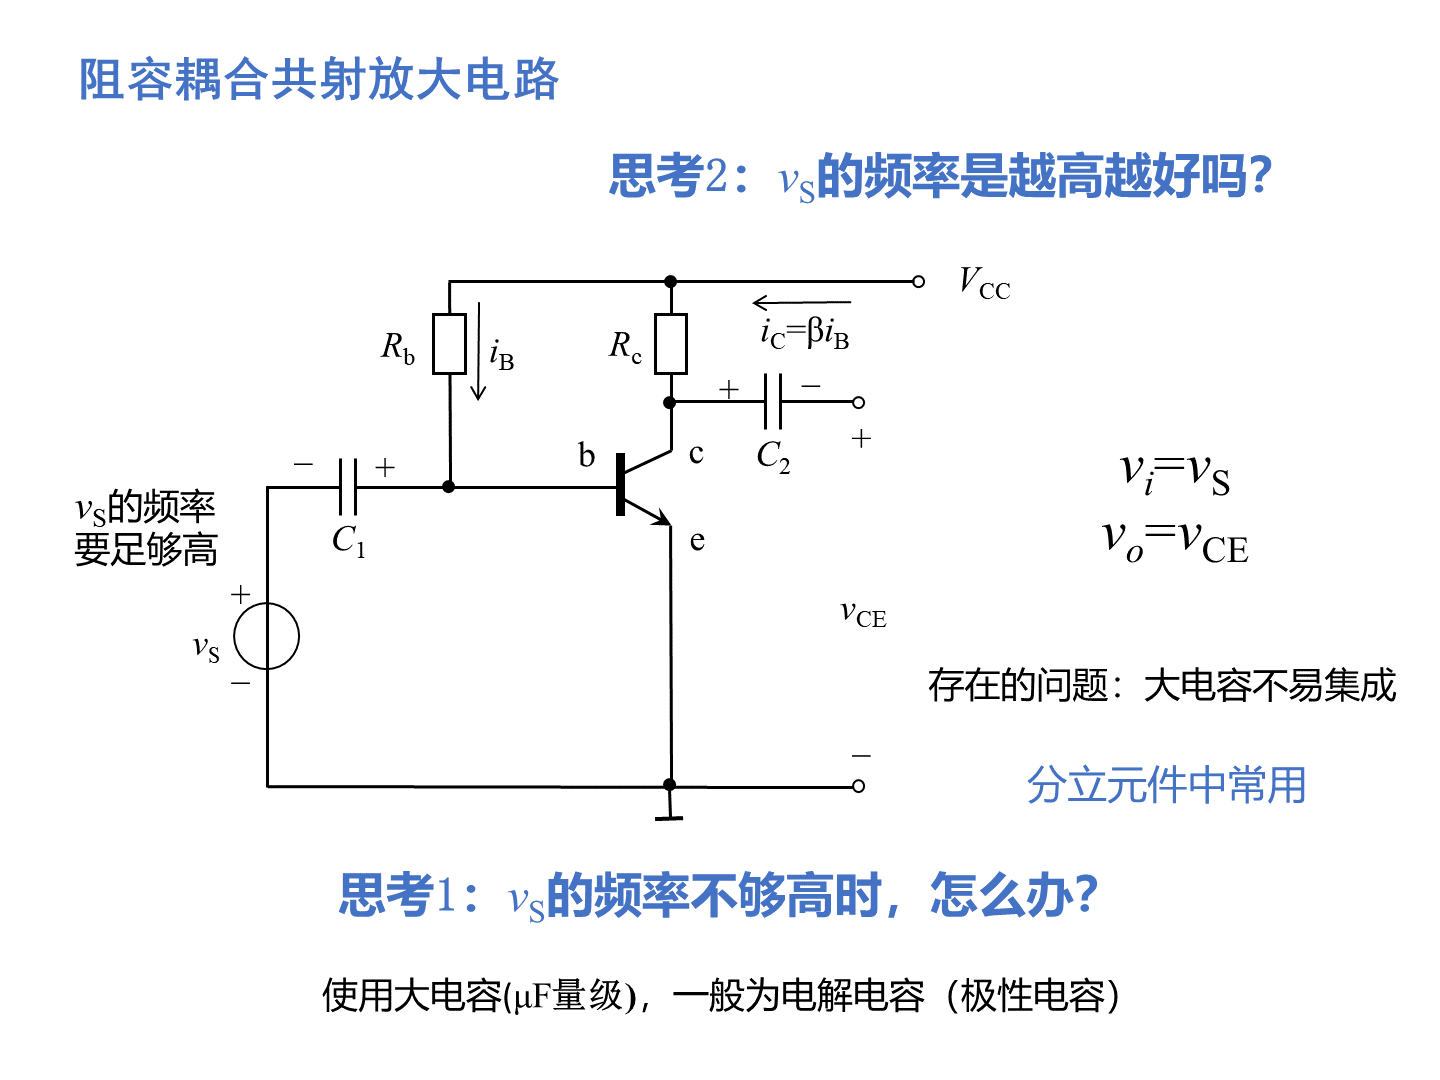 阻容耦合共射放大电路
思考2：vS的频率是越高越好吗？
VCC
iC=βiB
Rb
iB
Rc
+
−
+
b
c
C2
−
+
C1
e
vS的频率
要足够高
vi=vS
vo=vCE
+
vS
−
vCE
存在的问题：大电容不易集成
−
分立元件中常用
思考1：vS的频率不够高时，怎么办？
使用大电容(μF量级)，一般为电解电容（极性电容）